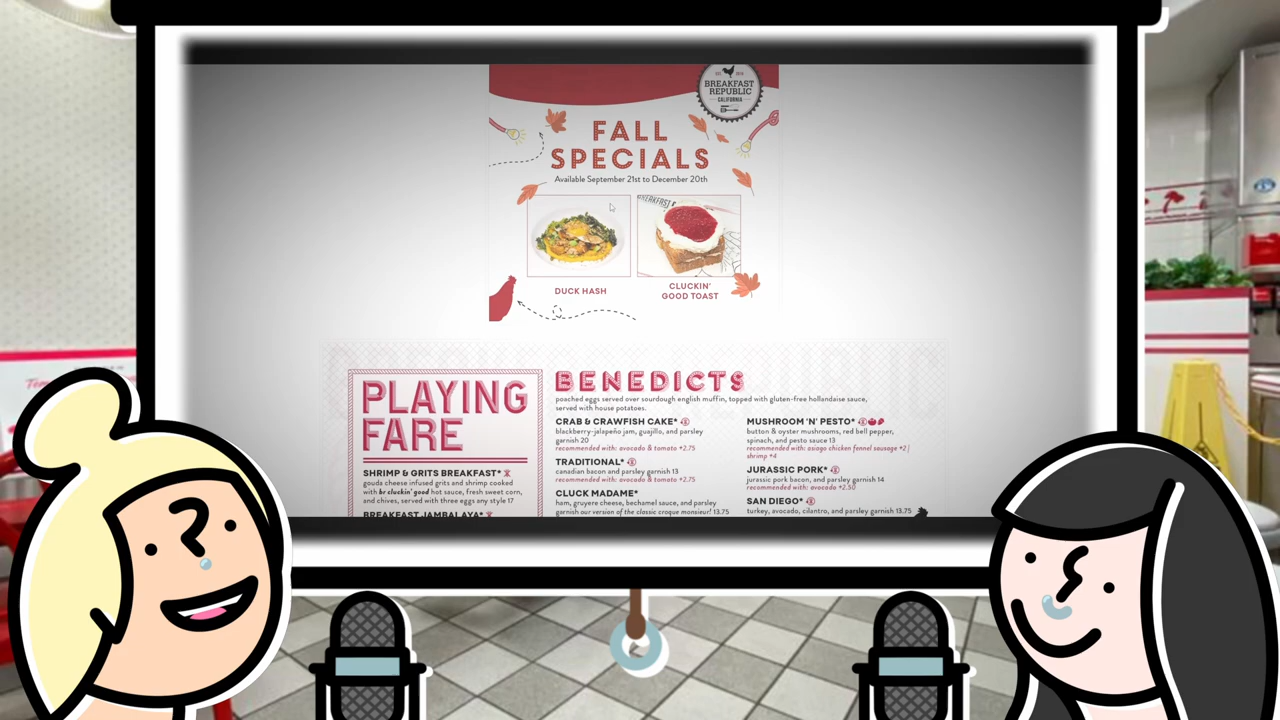 EST. 2015
BREAKFAST
REPUBLIC
CALIFORNIA
FALL
SPECIALS
Available September 21st to December 20th
BREAKFAST
DUCK HASH
CLUCKIN'
GOOD TOAST
PLAYING
FARE
SHRIMP & GRITS BREAKFAST*
gouda cheese infused grits and shrimp cooked
with br cluckin' good hot sauce, fresh sweet corn,
and chives, served with three eggs any style 17
BREAKFAST JAMBALAYA*
BENEDICTS
poached eggs served over sourdough english muffin, topped with gluten-free hollandaise sauce,
served with house potatoes.
CRAB & CRAWFISH CAKE*
blackberry-jalapeño jam, guajillo, and parsley
garnish 20
recommended with: avocado & tomato +2.75
TRADITIONAL*
canadian bacon and parsley garnish 13
recommended with: avocado & tomato +2.75
CLUCK MADAME*
ham, gruyere cheese, bechamel sauce, and parsley
garnish our version of the classic croque monsieur! 13.75
MUSHROOM 'N' PESTO*
button & oyster mushrooms, red bell pepper,
spinach, and pesto sauce 13
recommended with: asiago chicken fennel sausage +2 |
shrimp +4
JURASSIC PORK*
jurassic pork bacon, and parsley garnish 14
recommended with: avocado +2.50
SAN DIEGO*
turkey, avocado, cilantro, and parsley garnish 13.75